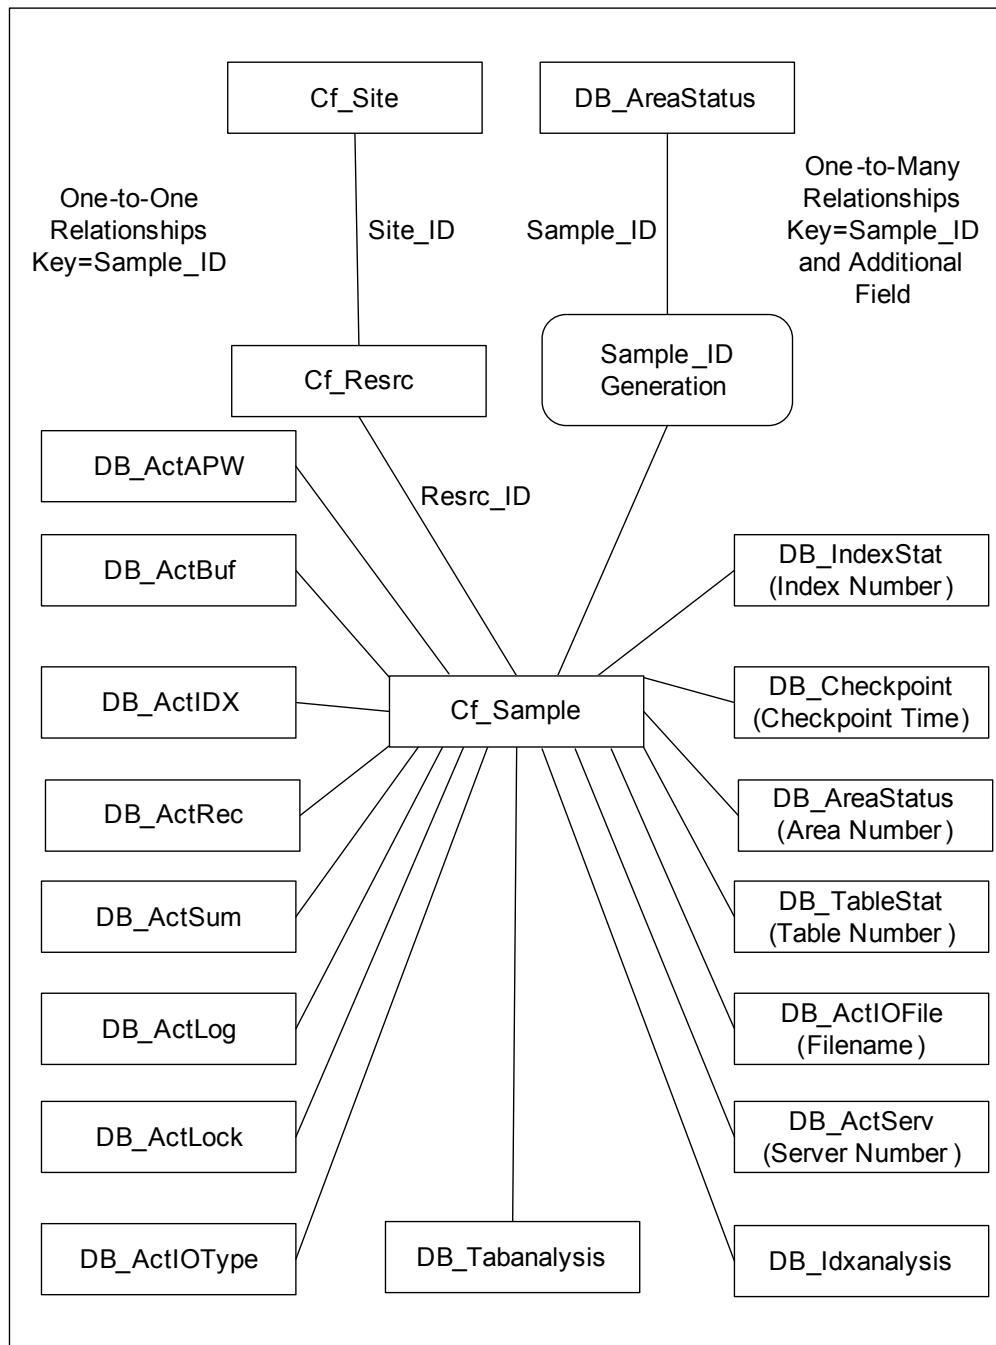 Cf_Site
DB_AreaStatus
One-to-One
Relationships
Key=Sample_ID
Site_ID
Sample_ID
One-to-Many
Relationships
Key=Sample_ID
and Additional
Field
Cf_Resrc
Sample_ID
Generation
DB_ActAPW
Resrc_ID
DB_ActBuf
DB_IndexStat
(Index Number)
DB_ActIDX
Cf_Sample
DB_Checkpoint
(Checkpoint Time)
DB_ActRec
DB_AreaStatus
(Area Number)
DB_ActSum
DB_TableStat
(Table Number)
DB_ActLog
DB_ActIOFile
(Filename)
DB_ActLock
DB_ActServ
(Server Number)
DB_ActIOType
DB_Tabanalysis
DB_Idxanalysis